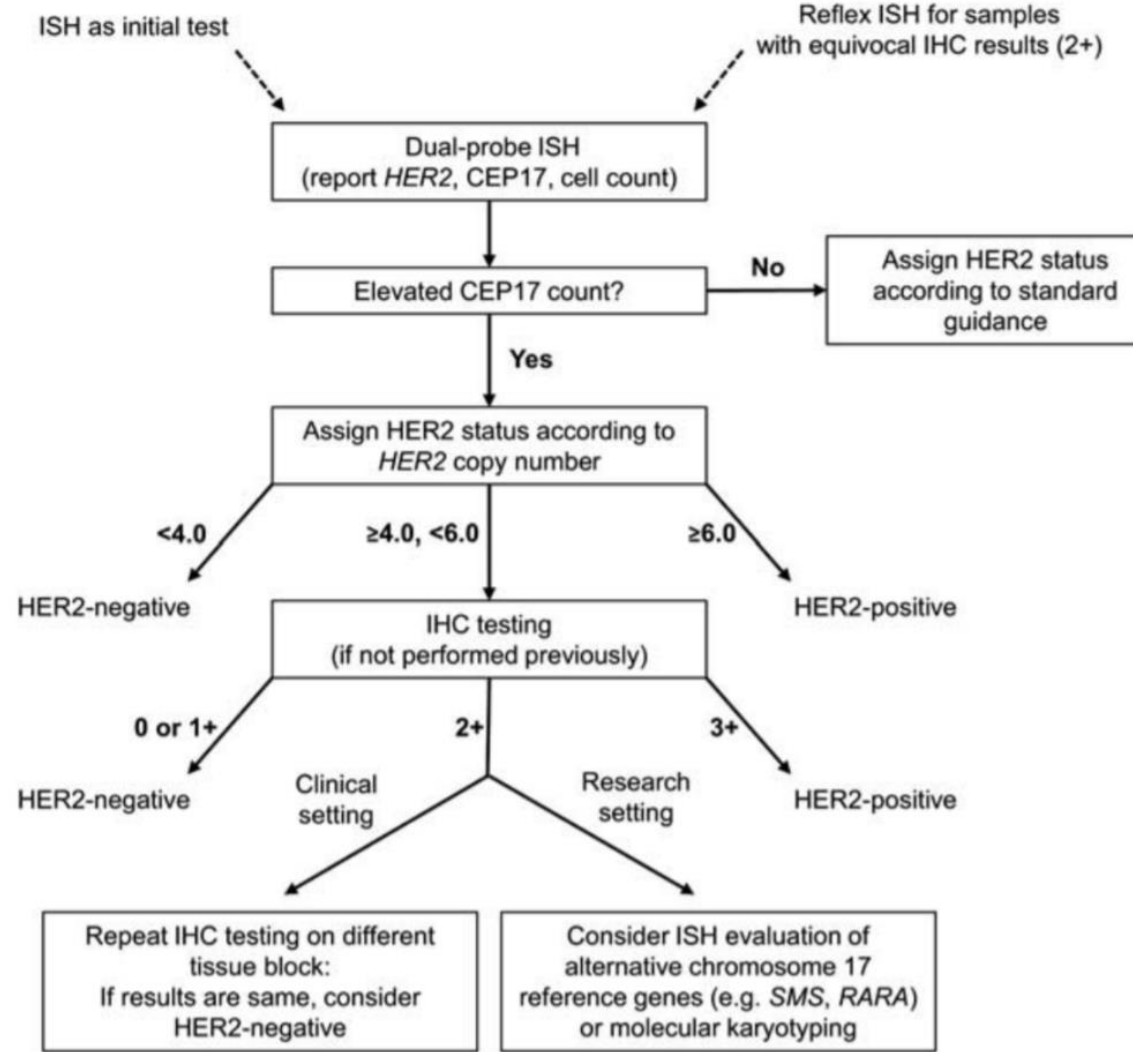 ISH as initial test
Reflex ISH for samples
with equivocal IHC results (2+)
Dual-probe ISH
(report HER2, CEP17, cell count)
Elevated CEP17 count?
No
Assign HER2 status
according to standard
guidance
Yes
Assign HER2 status according to
HER2 copy number
<4.0
≥4.0, <6.0
≥6.0
HER2-negative
HER2-positive
IHC testing
(if not performed previously)
0 or 1+
2+
3+
HER2-negative
HER2-positive
Clinical
setting
Research
setting
Repeat IHC testing on different
tissue block:
If results are same, consider
HER2-negative
Consider ISH evaluation of
alternative chromosome 17
reference genes (e.g. SMS, RARA)
or molecular karyotyping